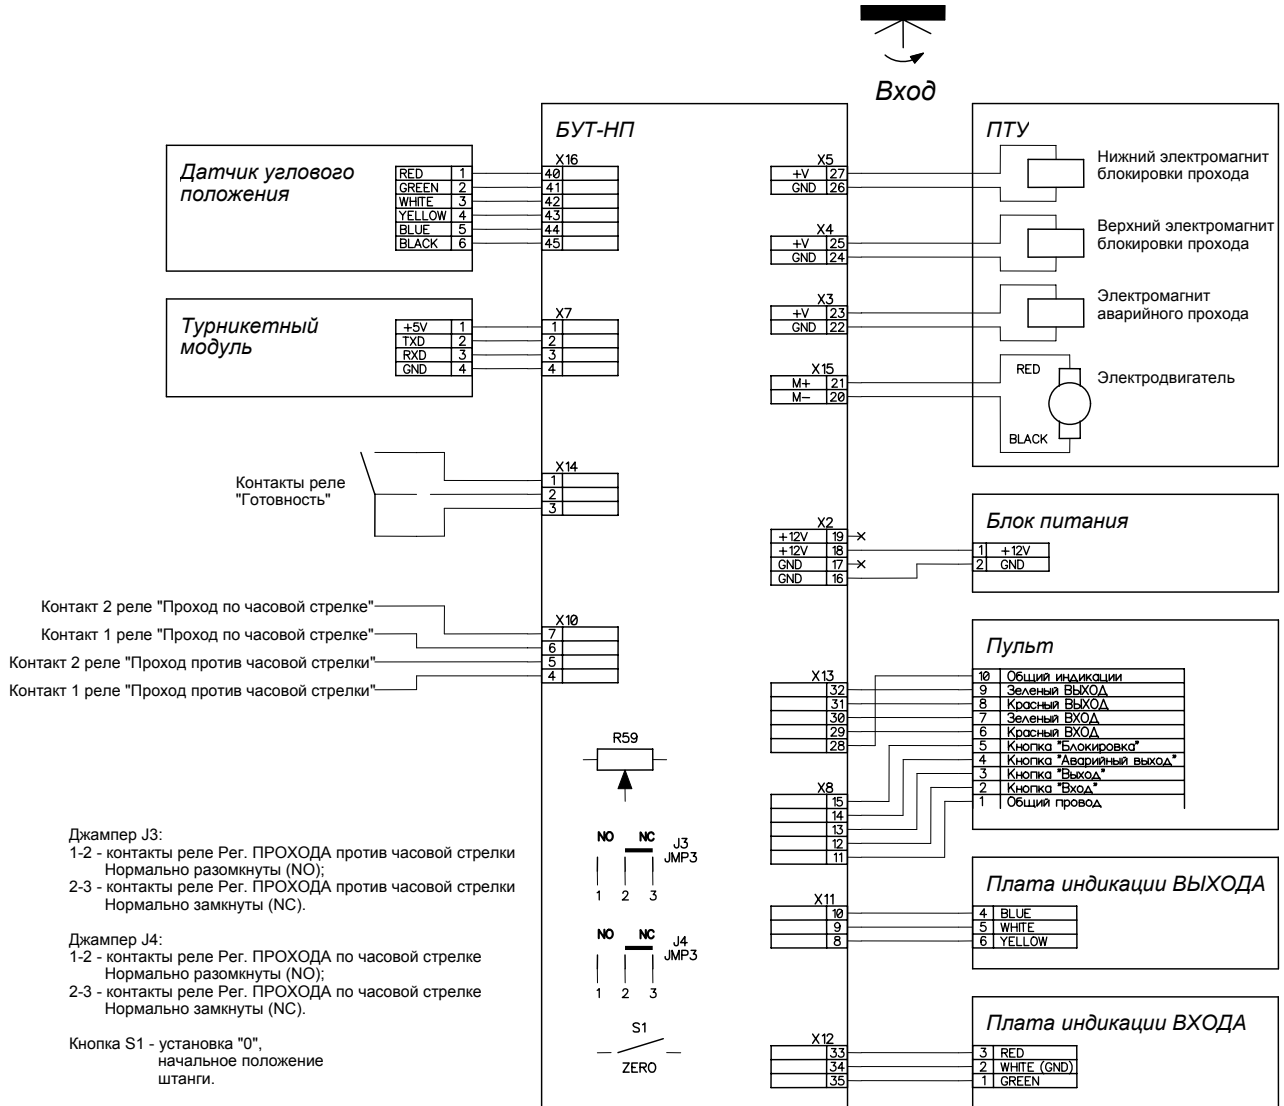 Вход
БУТ-НП
Датчик углового
положения
RED 1
GREEN 2
WHITE 3
YELLOW 4
BLUE 5
BLACK 6
X16
40
41
42
43
44
45
Турникетный
модуль
+5V 1
TXD 2
RXD 3
GND 4
X7
1
2
3
4
Контакты реле
"Готовность"
X14
1
2
3
Контакт 2 реле "Проход по часовой стрелке"
Контакт 1 реле "Проход по часовой стрелке"
Контакт 2 реле "Проход против часовой стрелки"
Контакт 1 реле "Проход против часовой стрелки"
X10
7
6
5
4
R59
Джампер J3:
1-2 - контакты реле Рег. ПРОХОДА против часовой стрелки
Нормально разомкнуты (NO);
2-3 - контакты реле Рег. ПРОХОДА против часовой стрелки
Нормально замкнуты (NC).
Джампер J4:
1-2 - контакты реле Рег. ПРОХОДА по часовой стрелке
Нормально разомкнуты (NO);
2-3 - контакты реле Рег. ПРОХОДА по часовой стрелке
Нормально замкнуты (NC).
Кнопка S1 - установка "0",
начальное положение
штанги.
NO NC J3
JMP3
1 2 3
NO NC J4
JMP3
1 2 3
S1
ZERO
X5
+V 27
GND 26
X4
+V 25
GND 24
X3
+V 23
GND 22
X15
M+ 21
M– 20
ПТУ
Нижний электромагнит
блокировки прохода
Верхний электромагнит
блокировки прохода
Электромагнит
аварийного прохода
RED
Электродвигатель
BLACK
X2
+12V 19
+12V 18
GND 17
GND 16
Блок питания
1 +12V
2 GND
X13
32
31
30
29
28
X8
15
14
13
12
11
Пульт
10 Общий индикации
9 Зеленый ВЫХОД
8 Красный ВЫХОД
7 Зеленый ВХОД
6 Красный ВХОД
5 Кнопка "Блокировка"
4 Кнопка "Аварийный выход"
3 Кнопка "Выход"
2 Кнопка "Вход"
1 Общий провод
X11
10
9
8
Плата индикации ВЫХОДА
4 BLUE
5 WHITE
6 YELLOW
X12
33
34
35
Плата индикации ВХОДА
3 RED
2 WHITE (GND)
1 GREEN